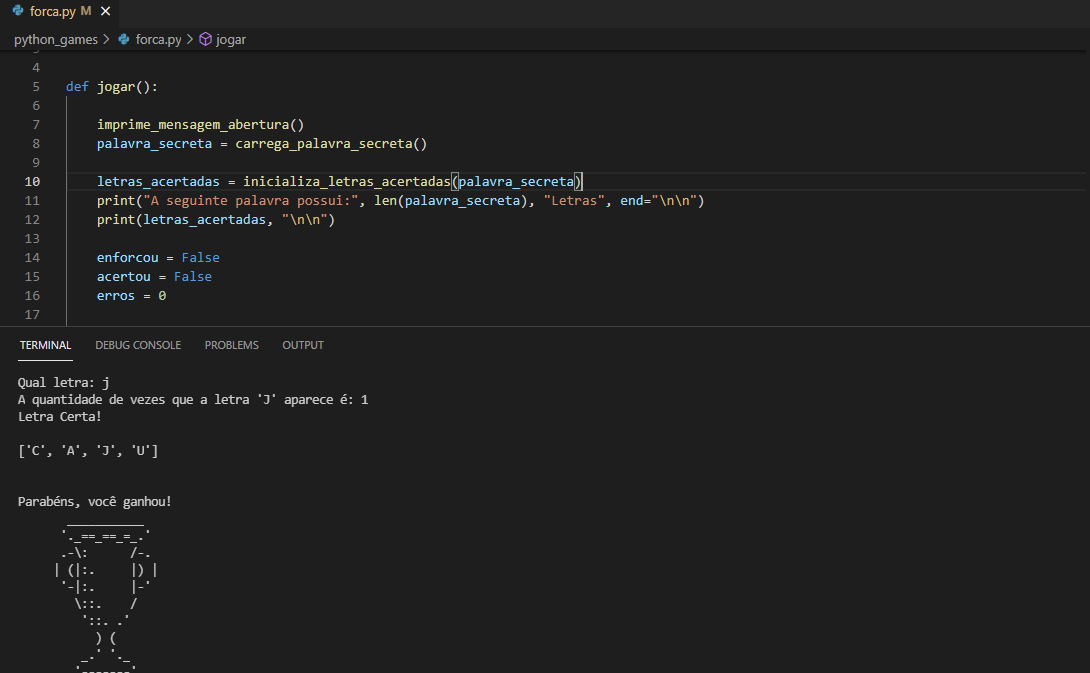 forca.py M
python_games > forca.py > jogar
4
5 def jogar():
6
7     imprime_mensagem_abertura()
8     palavra_secreta = carrega_palavra_secreta()
9
10     letras_acertadas = inicializa_letras_acertadas(palavra_secreta)
11     print("A seguinte palavra possui:", len(palavra_secreta), "Letras", end="\n\n")
12     print(letras_acertadas, "\n\n")
13
14     enforcou = False
15     acertou = False
16     erros = 0
17
TERMINAL DEBUG CONSOLE PROBLEMS OUTPUT
Qual letra: j
A quantidade de vezes que a letra 'J' aparece é: 1
Letra Certa!
['C', 'A', 'J', 'U']
Parabéns, você ganhou!
       ___________
      '._==_==_=_.'
      .-\:      /-.
     | (|:.     |) |
      '-|:.     |-'
        \::.    /
         '::. .'
           ) (
         _.' '._
        '-------'